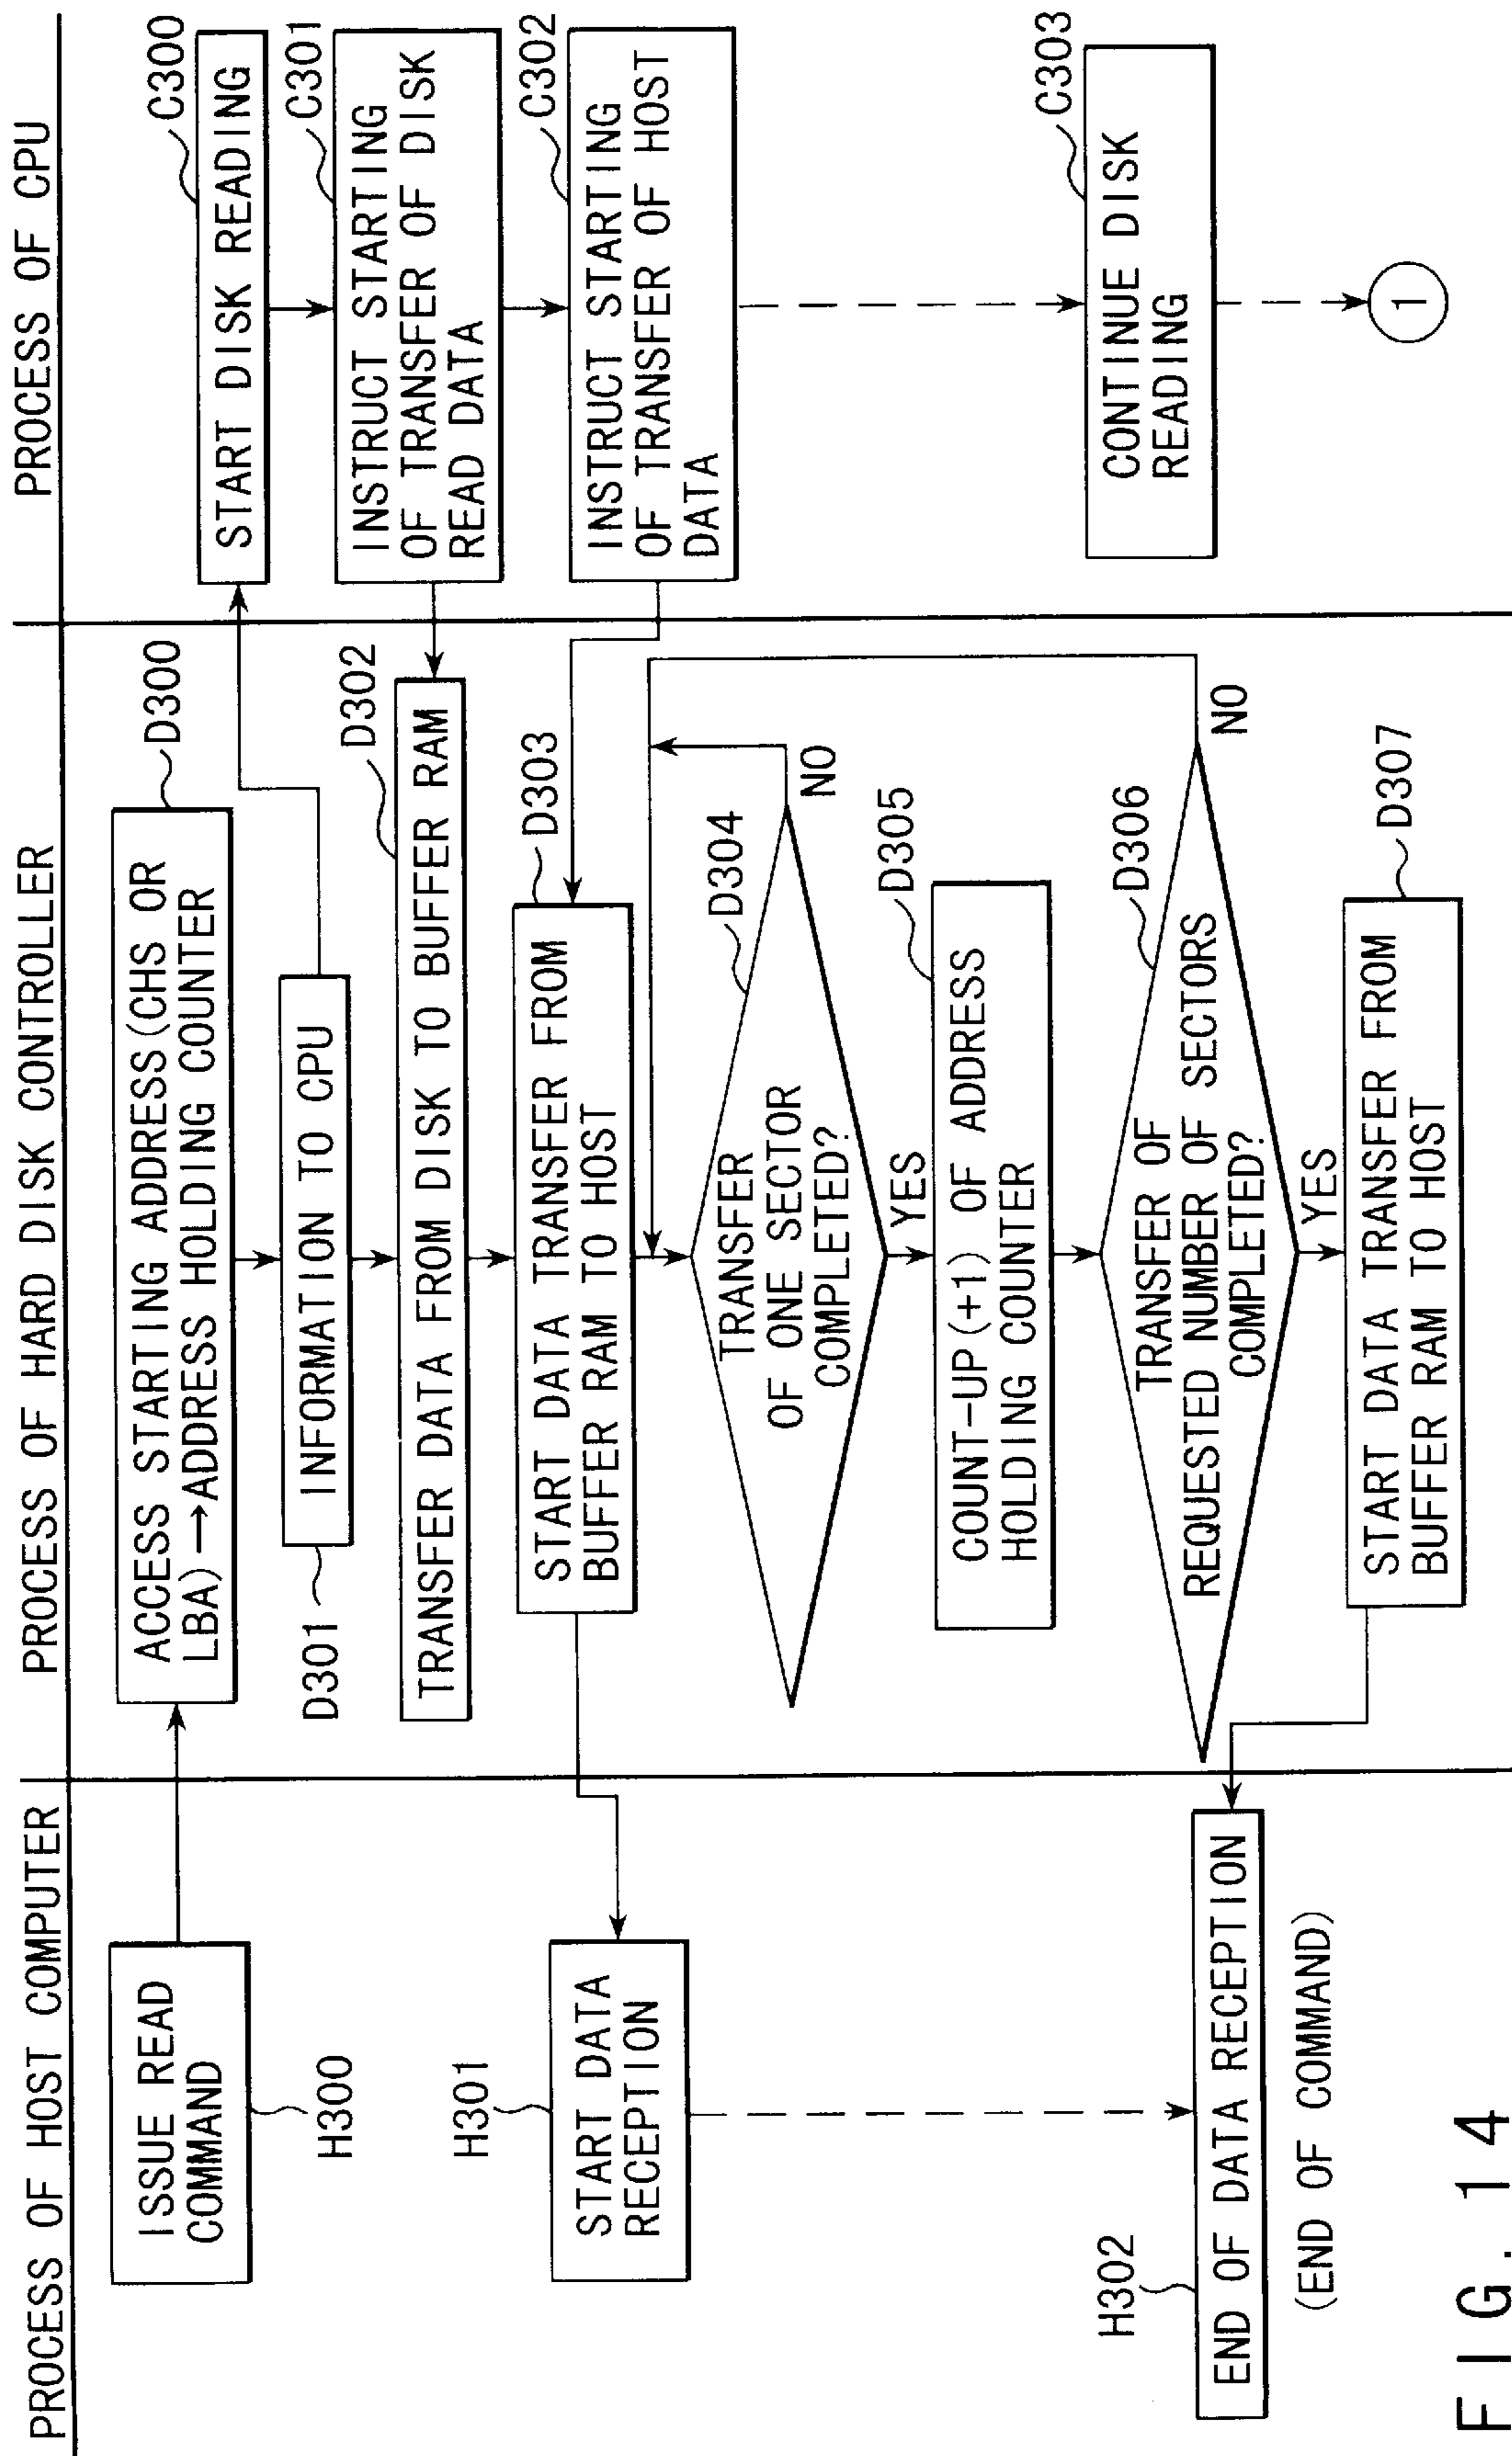 PROCESS OF HOST COMPUTER
PROCESS OF HARD DISK CONTROLLER
PROCESS OF CPU
ISSUE READ
COMMAND
H300
ACCESS STARTING ADDRESS(CHS OR
LBA)→ADDRESS HOLDING COUNTER
D300
D301
INFORMATION TO CPU
START DISK READING
C300
INSTRUCT STARTING
OF TRANSFER OF DISK
READ DATA
C301
TRANSFER DATA FROM DISK TO BUFFER RAM
D302
INSTRUCT STARTING
OF TRANSFER OF HOST
DATA
C302
START DATA TRANSFER FROM
BUFFER RAM TO HOST
D303
H301
START DATA
RECEPTION
TRANSFER
OF ONE SECTOR
COMPLETED?
D304
NO
YES
COUNT-UP(+1) OF ADDRESS
HOLDING COUNTER
D305
TRANSFER OF
REQUESTED NUMBER OF SECTORS
COMPLETED?
D306
NO
YES
START DATA TRANSFER FROM
BUFFER RAM TO HOST
D307
H302
END OF DATA RECEPTION
(END OF COMMAND)
CONTINUE DISK
READING
C303
1
FIG. 14